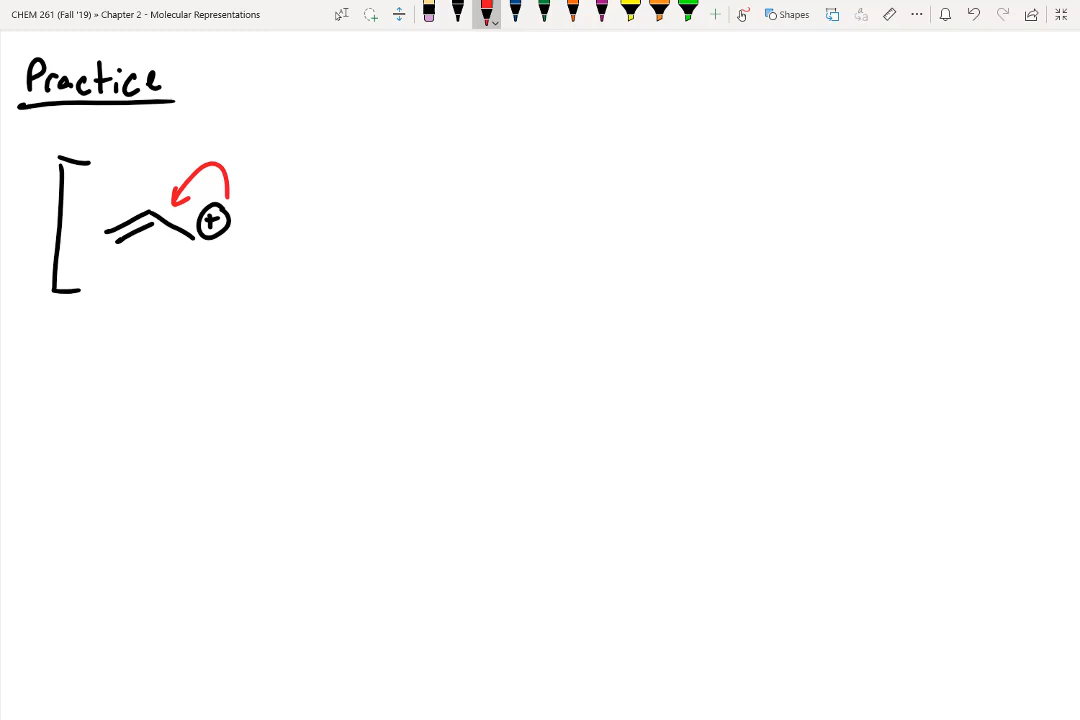 CHEM 261 (Fall '19) » Chapter 2 - Molecular Representations
Shapes
Practice
+